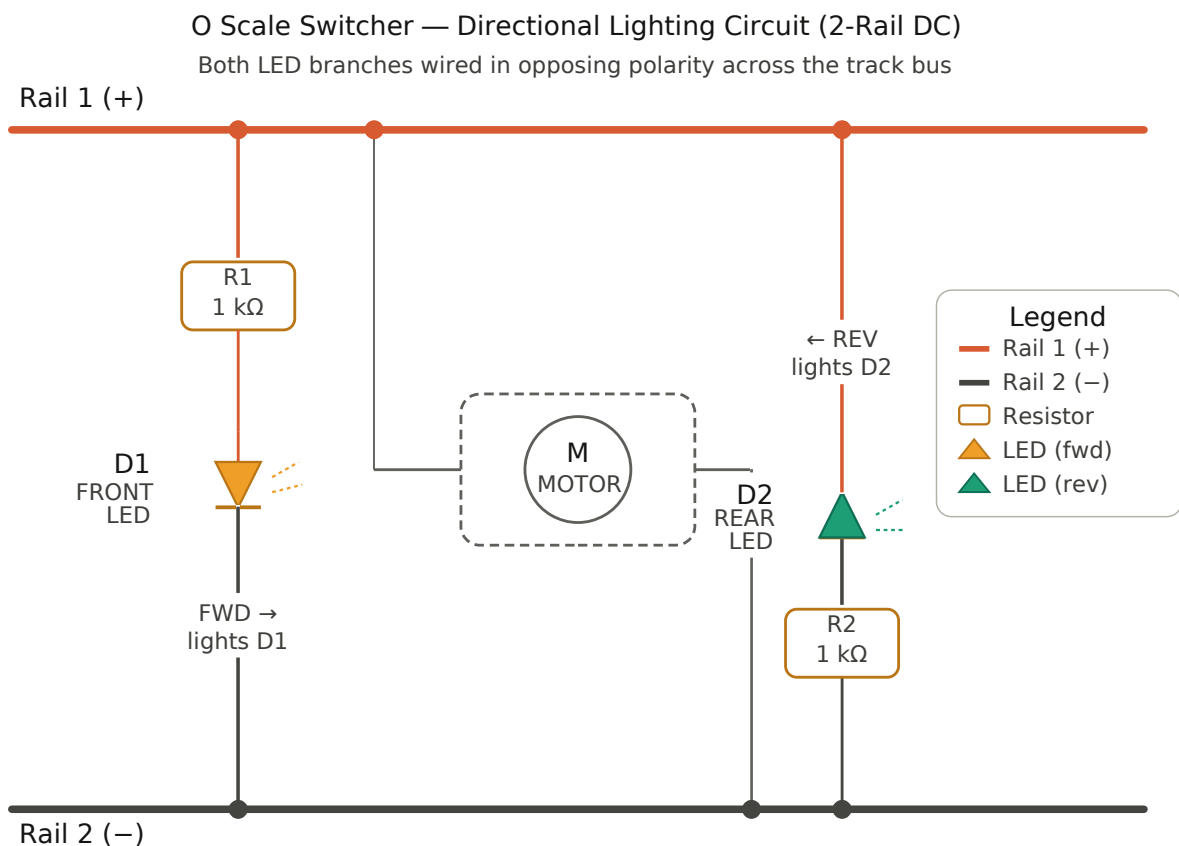 O Scale Switcher — Directional Lighting Circuit (2-Rail DC)
Both LED branches wired in opposing polarity across the track bus
Rail 1 (+)
R1
1 kΩ
← REV
lights D2
Legend
Rail 1 (+)
Rail 2 (−)
Resistor
LED (fwd)
LED (rev)
D1
FRONT
LED
M
MOTOR
D2
REAR
LED
FWD →
lights D1
R2
1 kΩ
Rail 2 (−)